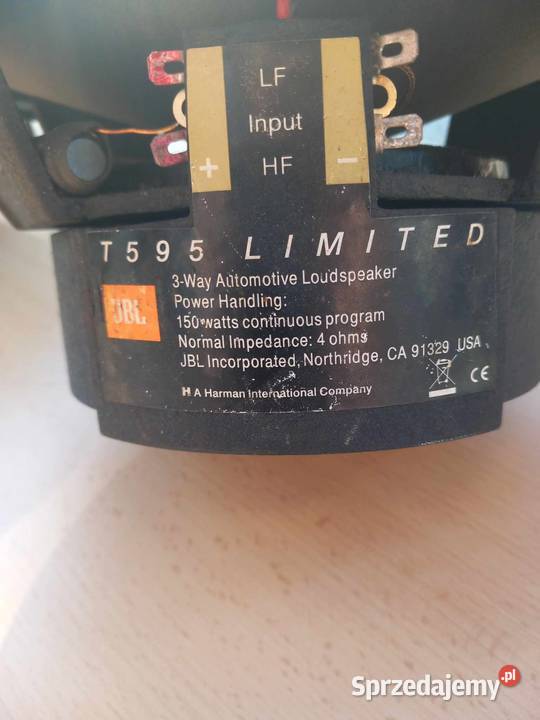 LF
Input
+ HF −
T595 LIMITED
JBL
3-Way Automotive Loudspeaker
Power Handling:
150 watts continuous program
Normal Impedance: 4 ohms
JBL Incorporated, Northridge, CA 91329 USA
H A Harman International Company
CE
Sprzedajemy.pl